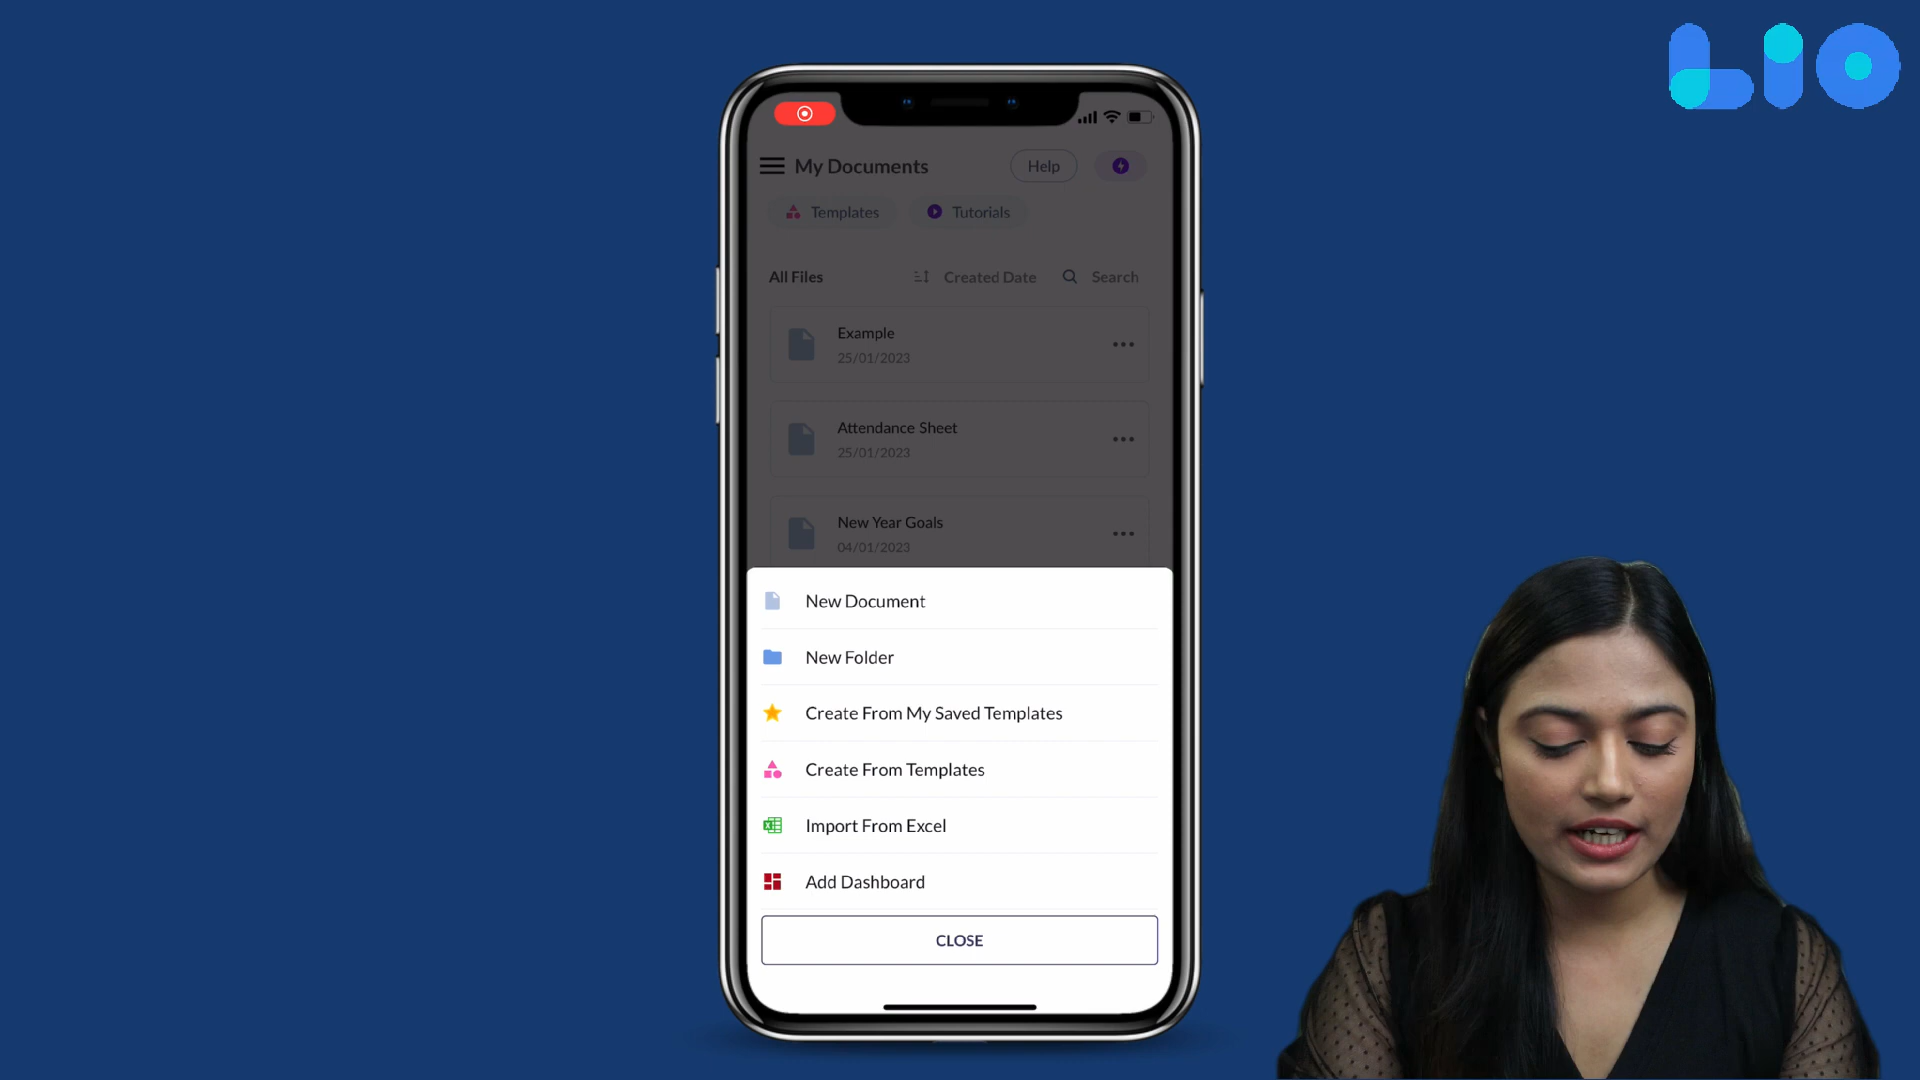 Lio
My Documents
Help
Templates
Tutorials
All Files
Created Date
Search
Example
25/01/2023
Attendance Sheet
25/01/2023
New Year Goals
04/01/2023
New Document
New Folder
Create From My Saved Templates
Create From Templates
Import From Excel
Add Dashboard
CLOSE